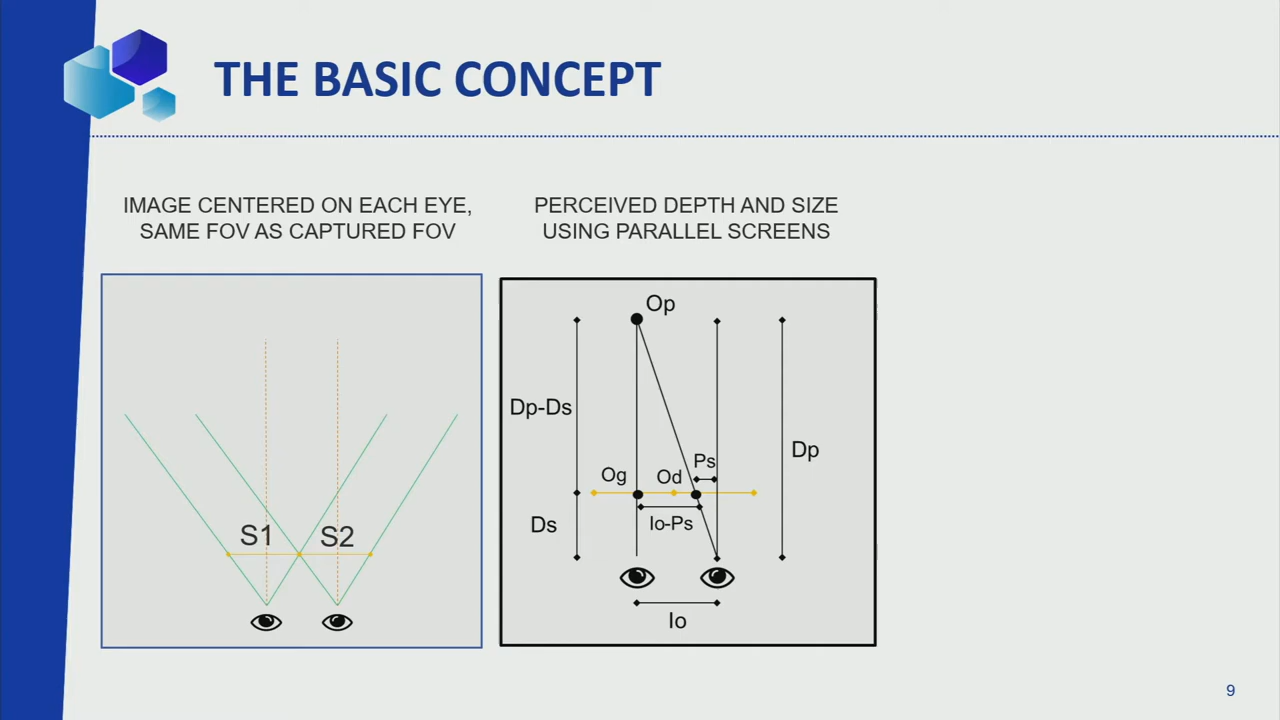 THE BASIC CONCEPT
IMAGE CENTERED ON EACH EYE,
SAME FOV AS CAPTURED FOV
S1
S2
PERCEIVED DEPTH AND SIZE
USING PARALLEL SCREENS
Op
Dp-Ds
Dp
Ps
Og
Od
Io-Ps
Ds
Io
9